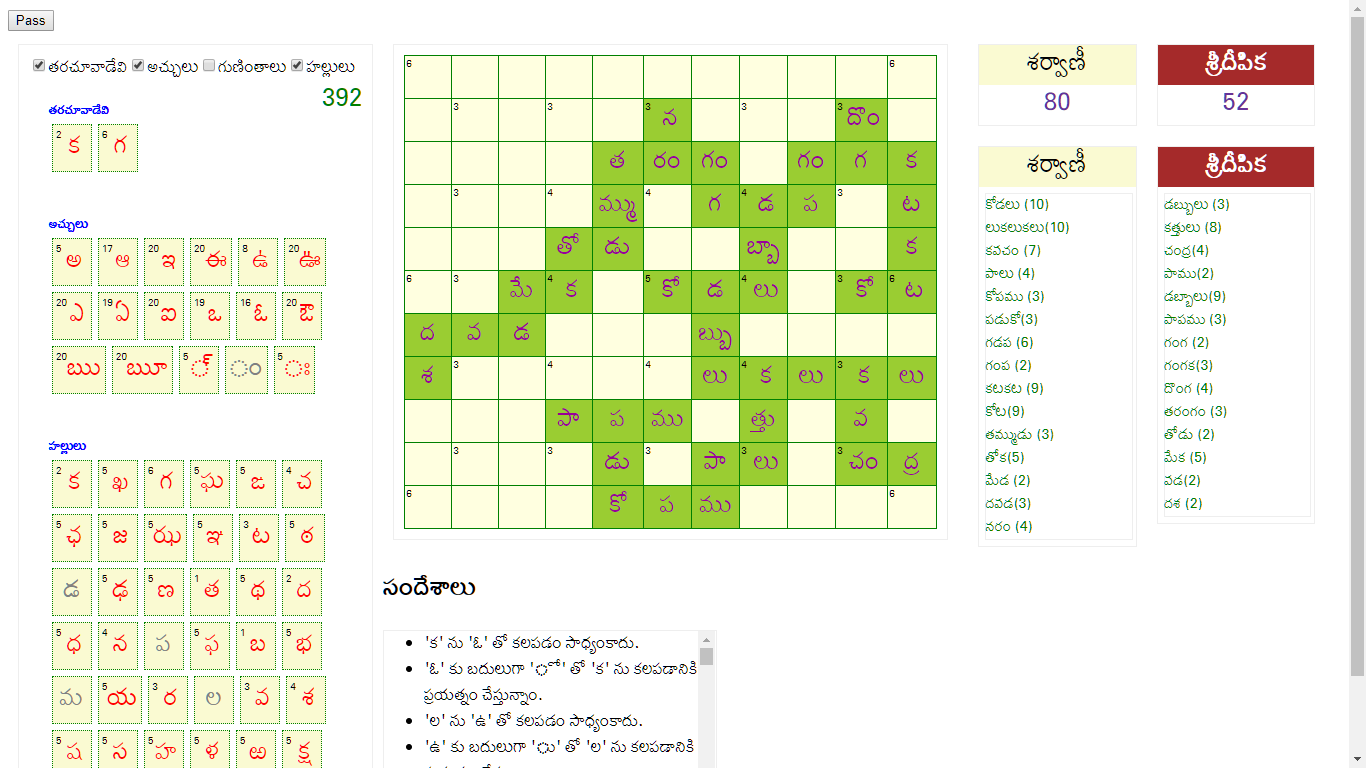 Pass
తరచూవాడేవి అచ్చులు గుణింతాలు హల్లులు
392
తరచూవాడేవి
2 క 6 గ
అచ్చులు
5 అ 17 ఆ 20 ఇ 20 ఈ 8 ఉ 20 ఊ
20 ఎ 19 ఏ 20 ఐ 19 ఒ 16 ఓ 20 ఔ
20 ఋ 20 ౠ 5 ్ ం 5 ః
హల్లులు
2 క 5 ఖ 6 గ 5 ఘ 5 ఙ 4 చ
5 ఛ 5 జ 5 ఝ 5 ఞ 3 ట 5 ఠ
డ 5 ఢ 5 ణ 1 త 5 థ 2 ద
5 ధ 4 న ప 5 ఫ 1 బ 5 భ
మ 5 య 3 ర ల 3 వ 4 శ
5 ష 5 స 5 హ 5 ళ 5 ఱ 5 క్ష
6 6
3 3 3 న 3 3 దొం
త రం గం గం గ క
3 4 మ్ము 4 గ 4 డ ప 3 ట
తో డు బ్బా క
6 3 మే 4 క 5 కో డ 4 లు 3 కో 6 ట
ద వ డ బ్బు
శ 3 4 4 లు 4 క లు 3 క లు
పా ప ము త్తు వ
3 3 డు 3 పా 3 లు 3 చం ద్ర
6 కో ప ము 6
సందేశాలు
'క' ను 'ఓ' తో కలపడం సాధ్యంకాదు.
'ఓ' కు బదులుగా 'ో' తో 'క' ను కలపడానికి
ప్రయత్నం చేస్తున్నాం.
'ల' ను 'ఉ' తో కలపడం సాధ్యంకాదు.
'ఉ' కు బదులుగా 'ు' తో 'ల' ను కలపడానికి
శర్వాణీ
80
శ్రీదీపిక
52
శర్వాణీ
కోడలు (10)
లుకలుకలు(10)
కవచం (7)
పాలు (4)
కోపము (3)
పడుకో(3)
గడప (6)
గంప (2)
కటకట (9)
కోట(9)
తమ్ముడు (3)
తోక(5)
మేడ (2)
దవడ(3)
నరం (4)
శ్రీదీపిక
డబ్బులు (3)
కత్తులు (8)
చంద్ర(4)
పాము(2)
డబ్బాలు(9)
పాపము (3)
గంగ (2)
గంగక(3)
దొంగ (4)
తరంగం (3)
తోడు (2)
మేక (5)
వడ(2)
దశ (2)